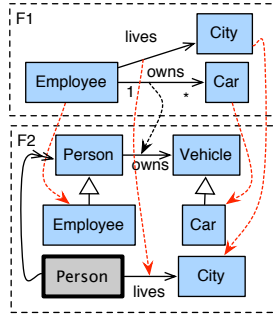 F1
City
lives
Employee
owns
Car
1
*
F2
Person
Vehicle
owns
Employee
Car
Person
City
lives